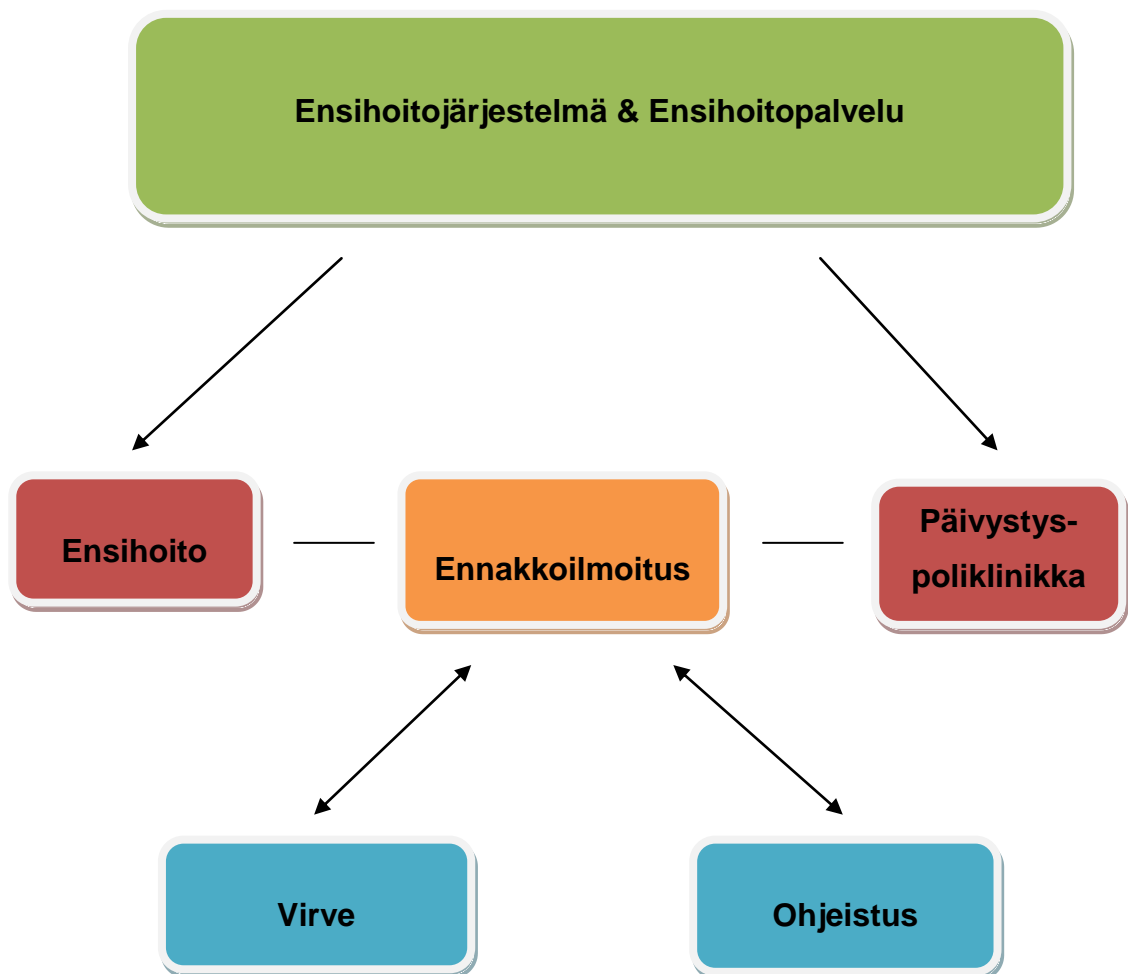 Ensihoitojärjestelmä & Ensihoitopalvelu
Ensihoito
Ennakkoilmoitus
Päivystys-
poliklinikka
Virve
Ohjeistus